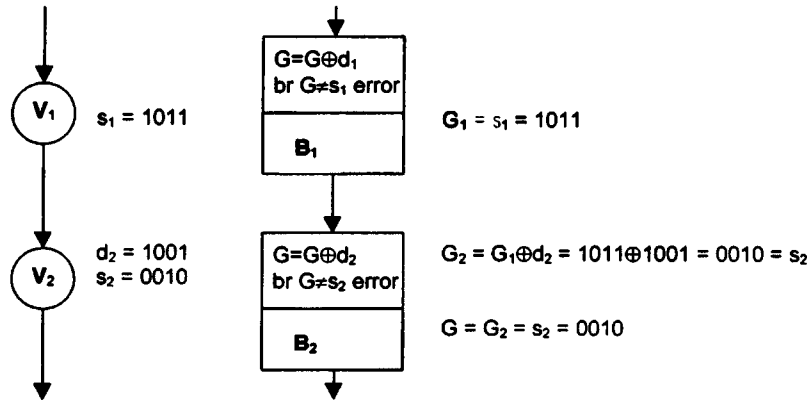 G=G⊕d₁
br G≠s₁ error
V₁
s₁ = 1011
B₁
G₁ = s₁ = 1011
d₂ = 1001
s₂ = 0010
V₂
G=G⊕d₂
br G≠s₂ error
B₂
G₂ = G₁⊕d₂ = 1011⊕1001 = 0010 = s₂
G = G₂ = s₂ = 0010